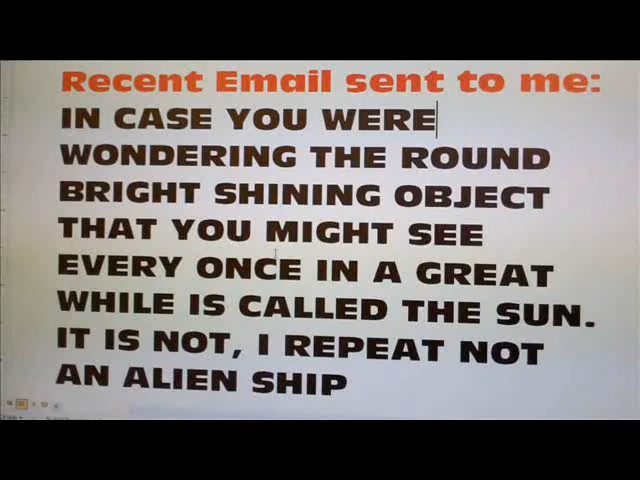 Recent Email sent to me:
IN CASE YOU WERE
WONDERING THE ROUND
BRIGHT SHINING OBJECT
THAT YOU MIGHT SEE
EVERY ONCE IN A GREAT
WHILE IS CALLED THE SUN.
IT IS NOT, I REPEAT NOT
AN ALIEN SHIP